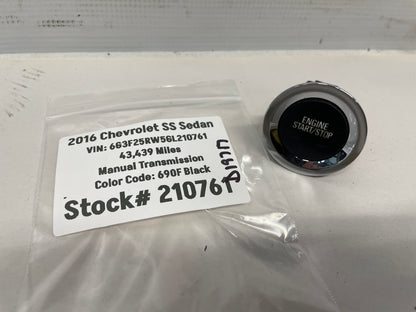 2016 Chevrolet SS Sedan
VIN: 6G3F25RW5GL210761
43,439 Miles
Manual Transmission
Color Code: 690F Black
Stock# 210761
ENGINE
START/STOP